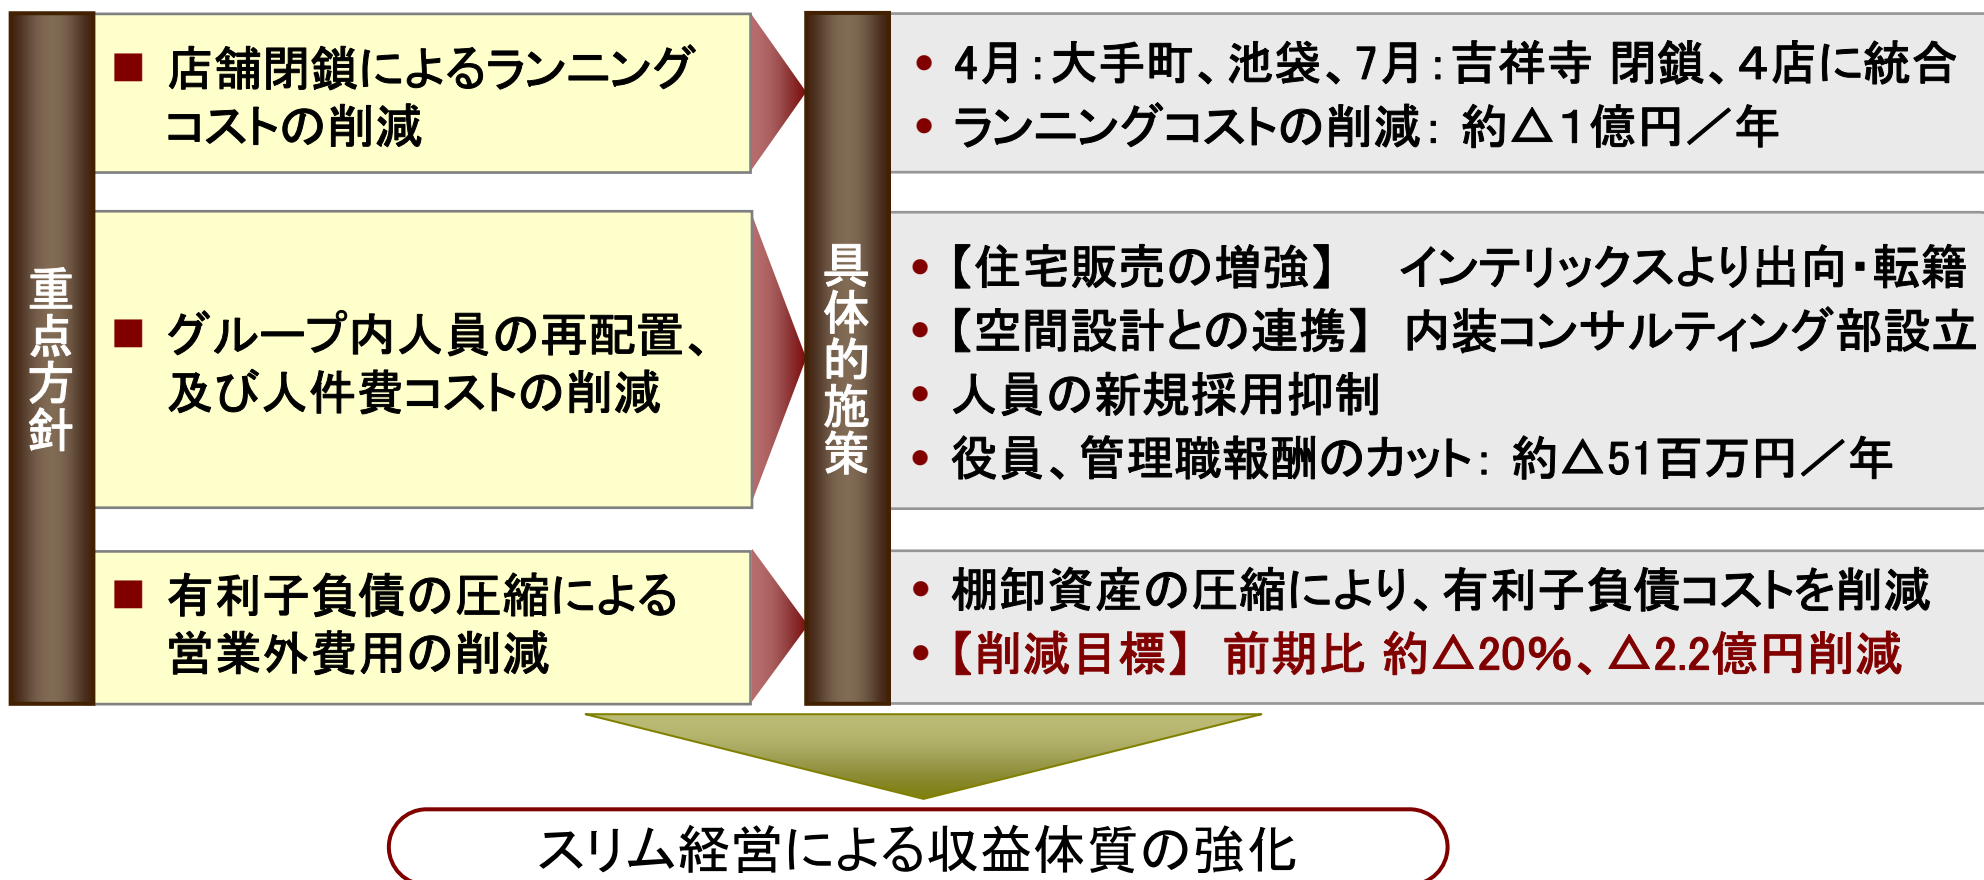 重点方針
■ 店舗閉鎖によるランニング
コストの削減
■ グループ内人員の再配置、
及び人件費コストの削減
■ 有利子負債の圧縮による
営業外費用の削減
具体的施策
• 4月:大手町、池袋、7月:吉祥寺 閉鎖、4店に統合
• ランニングコストの削減: 約△1億円/年
• 【住宅販売の増強】 インテリックスより出向・転籍
• 【空間設計との連携】 内装コンサルティング部設立
• 人員の新規採用抑制
• 役員、管理職報酬のカット: 約△51百万円/年
• 棚卸資産の圧縮により、有利子負債コストを削減
• 【削減目標】 前期比 約△20%、△2.2億円削減
スリム経営による収益体質の強化